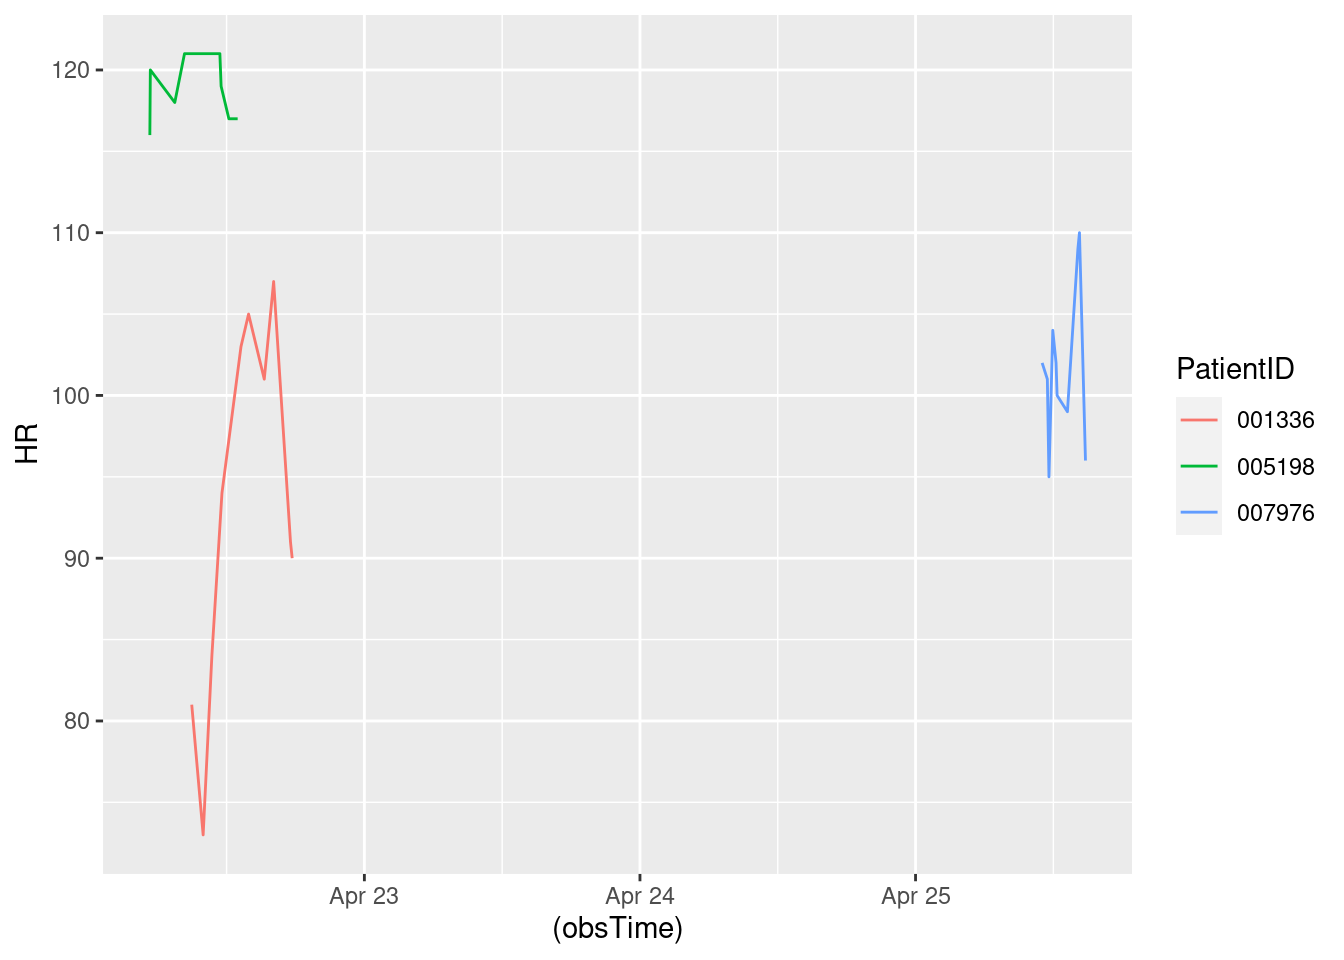 120
110
100
90
80
HR
Apr 23
Apr 24
Apr 25
(obsTime)
PatientID
001336
005198
007976